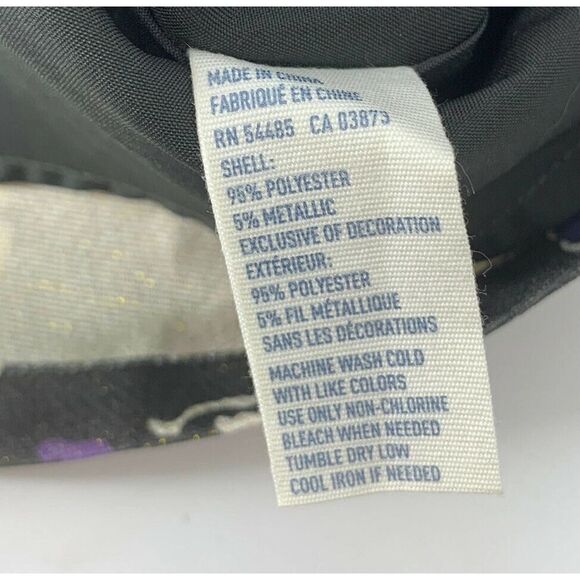 MADE IN CHINA
FABRIQUÉ EN CHINE
RN 54485 CA 03875
SHELL:
95% POLYESTER
5% METALLIC
EXCLUSIVE OF DECORATION
EXTÉRIEUR:
95% POLYESTER
5% FIL MÉTALLIQUE
SANS LES DÉCORATIONS
MACHINE WASH COLD
WITH LIKE COLORS
USE ONLY NON-CHLORINE
BLEACH WHEN NEEDED
TUMBLE DRY LOW
COOL IRON IF NEEDED